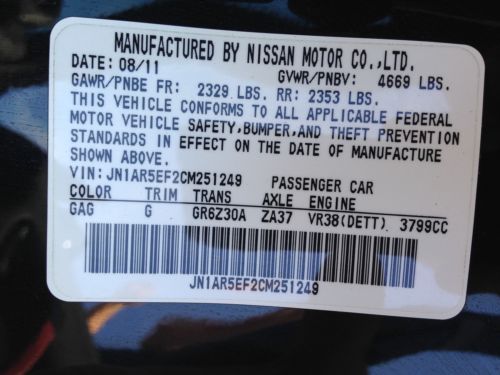 MANUFACTURED BY NISSAN MOTOR CO.,LTD.
DATE: 08/11 GVWR/PNBV: 4669 LBS.
GAWR/PNBE FR: 2329 LBS. RR: 2353 LBS.
THIS VEHICLE CONFORMS TO ALL APPLICABLE FEDERAL
MOTOR VEHICLE SAFETY,BUMPER,AND THEFT PREVENTION
STANDARDS IN EFFECT ON THE DATE OF MANUFACTURE
SHOWN ABOVE.
VIN: JN1AR5EF2CM251249 PASSENGER CAR
COLOR TRIM TRANS AXLE ENGINE
GAG G GR6Z30A ZA37 VR38(DETT) 3799CC
JN1AR5EF2CM251249